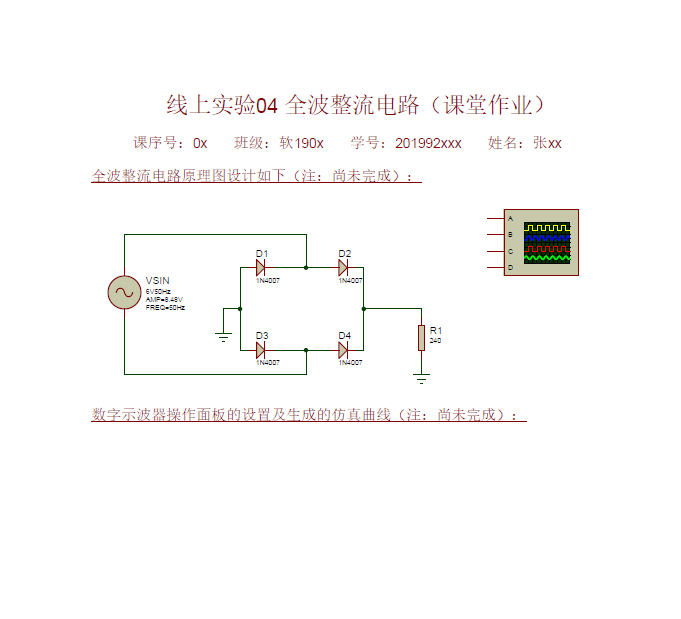 线上实验04 全波整流电路（课堂作业）
课序号：0x 班级：软190x 学号：201992xxx 姓名：张xx
全波整流电路原理图设计如下（注：尚未完成）：
A
B
C
D
D1
1N4007
D2
1N4007
VSIN
6V50Hz
AMP=8.48V
FREQ=50Hz
D3
1N4007
D4
1N4007
R1
240
数字示波器操作面板的设置及生成的仿真曲线（注：尚未完成）：